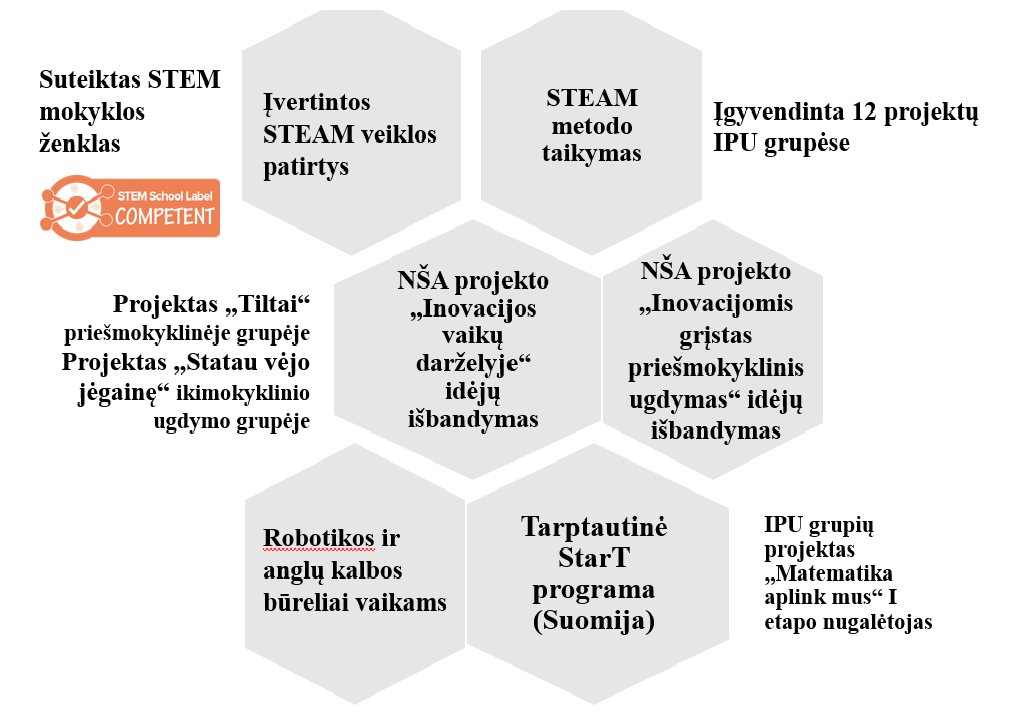 Suteiktas STEM
mokyklos
ženklas
STEM School Label
COMPETENT
Įvertintos
STEAM veiklos
patirtys
STEAM
metodo
taikymas
Įgyvendinta 12 projektų
IPU grupėse
Projektas „Tiltai“
priešmokyklinėje grupėje
Projektas „Statau vėjo
jėgainę“ ikimokyklinio
ugdymo grupėje
NŠA projekto
„Inovacijos
vaikų
darželyje“
idėjų
išbandymas
NŠA projekto
„Inovacijomis
grįstas
priešmokyklinis
ugdymas“ idėjų
išbandymas
Robotikos ir
anglų kalbos
būreliai vaikams
Tarptautinė
StarT
programa
(Suomija)
IPU grupių
projektas
„Matematika
aplink mus“ I
etapo nugalėtojas